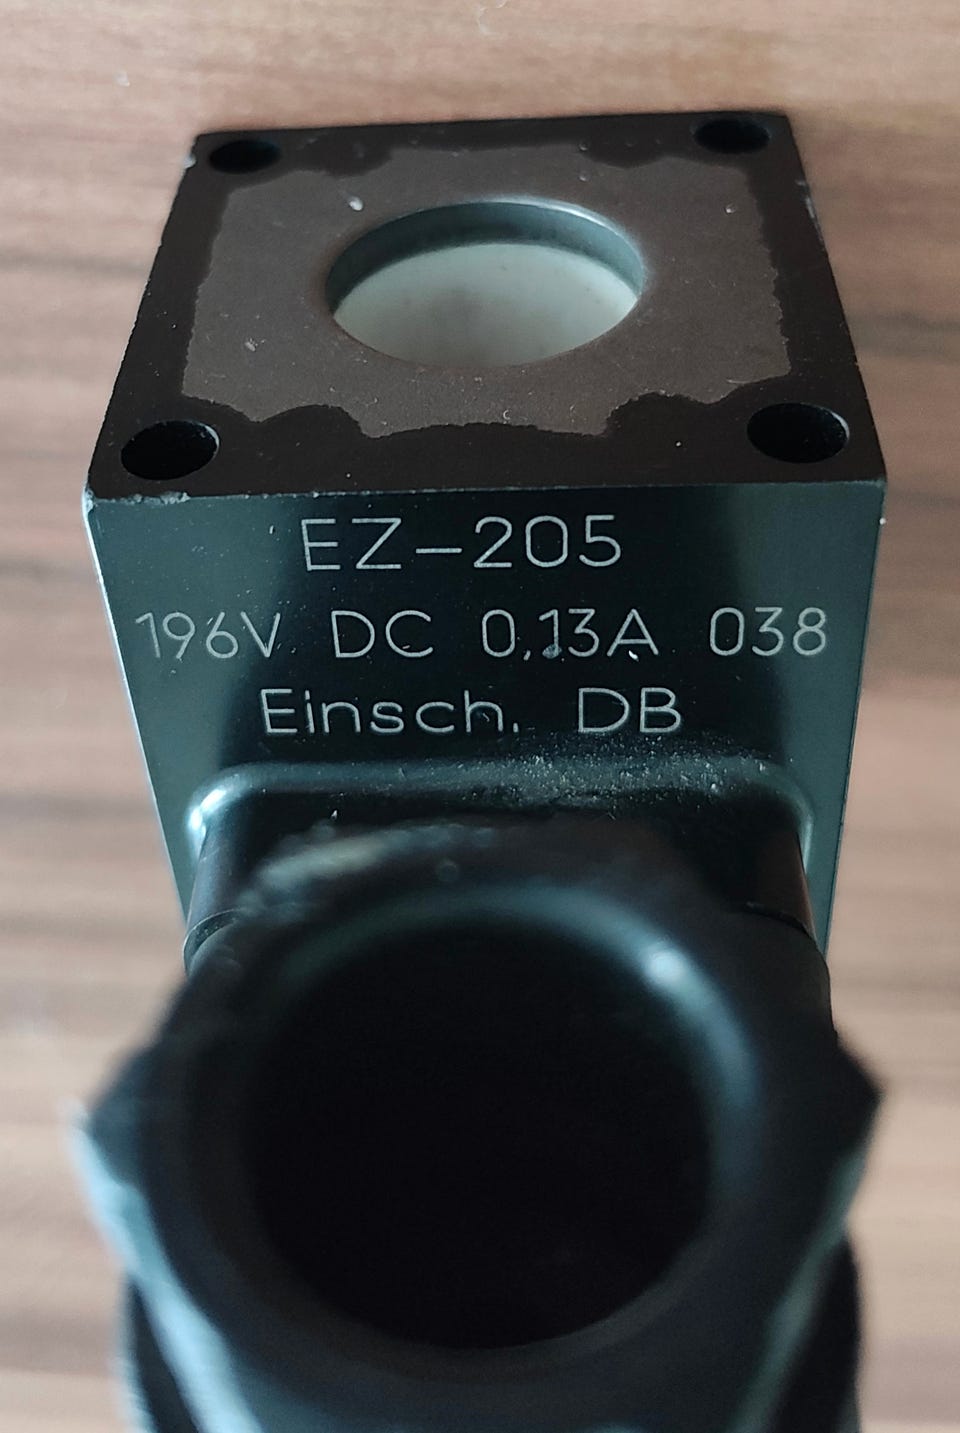 EZ-205
196V DC 0,13A 038
Einsch. DB